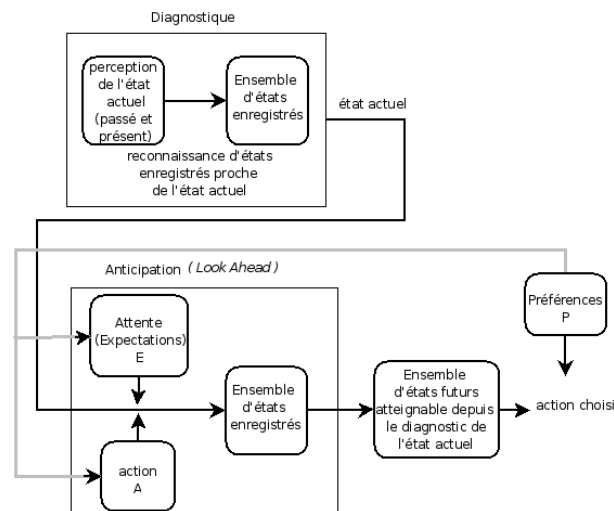 Diagnostique
perception
de l'état
actuel
(passé et
présent)
Ensemble
d'états
enregistrés
état actuel
reconnaissance d'états
enregistrés proche
de l'état actuel
Anticipation ( Look Ahead )
Attente
(Expectations)
E
Ensemble
d'états
enregistrés
action
A
Ensemble
d'états futurs
atteignable depuis
le diagnostic de
l'état actuel
Préférences
P
action choisi